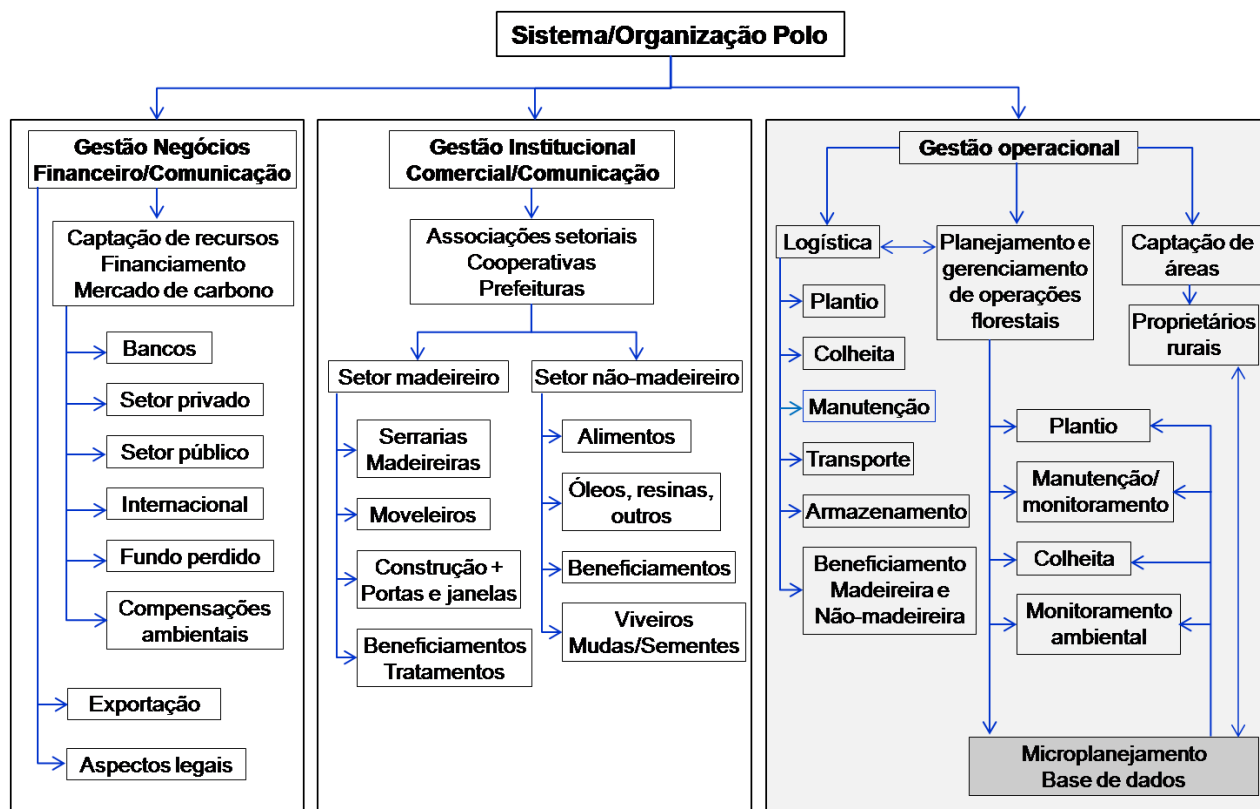 Sistema/Organização Polo
Gestão Negócios
Financeiro/Comunicação
Captação de recursos
Financiamento
Mercado de carbono
Bancos
Setor privado
Setor público
Internacional
Fundo perdido
Compensações
ambientais
Exportação
Aspectos legais
Gestão Institucional
Comercial/Comunicação
Associações setoriais
Cooperativas
Prefeituras
Setor madeireiro
Serrarias
Madeireiras
Moveleiros
Construção +
Portas e janelas
Beneficiamentos
Tratamentos
Setor não-madeireiro
Alimentos
Óleos, resinas,
outros
Beneficiamentos
Viveiros
Mudas/Sementes
Gestão operacional
Logística
Plantio
Colheita
Manutenção
Transporte
Armazenamento
Beneficiamento
Madeireira e
Não-madeireira
Planejamento e
gerenciamento
de operações
florestais
Plantio
Manutenção/
monitoramento
Colheita
Monitoramento
ambiental
Captação de
áreas
Proprietários
rurais
Microplanejamento
Base de dados